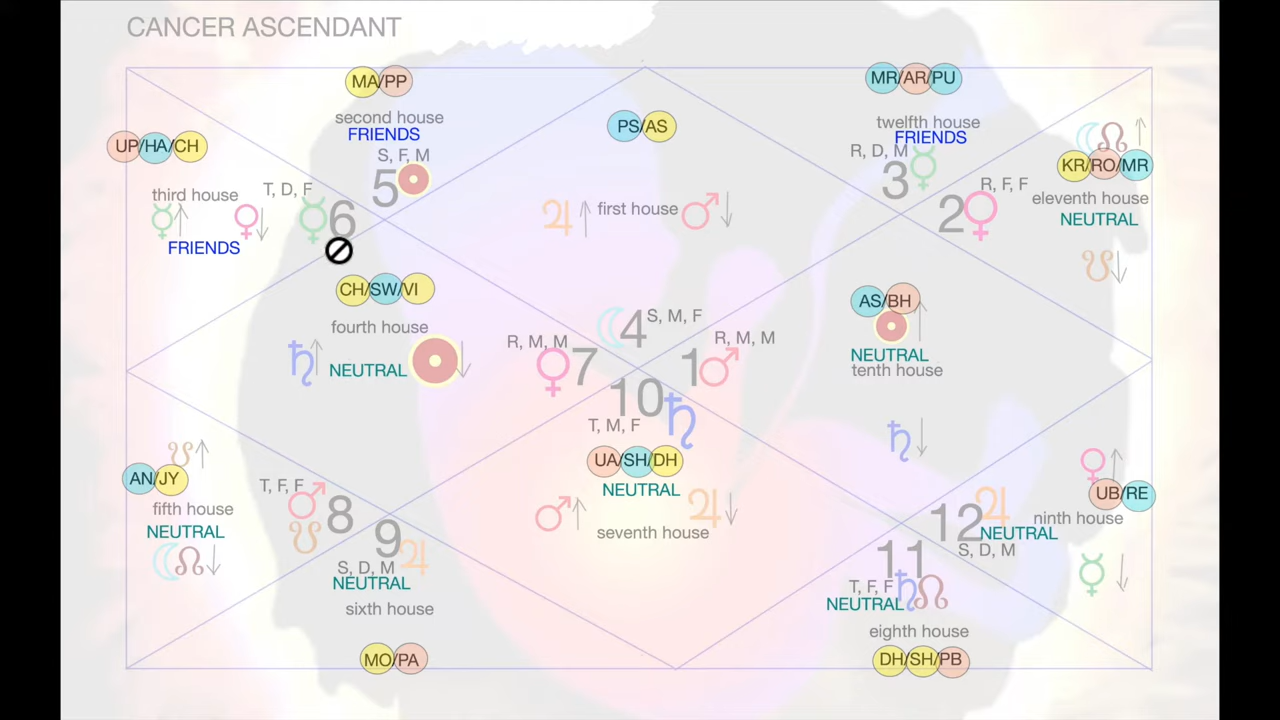 CANCER ASCENDANT
MA/PP
second house
FRIENDS
S, F, M
5
PS/AS
first house
MR/AR/PU
twelfth house
FRIENDS
R, D, M
3
UP/HA/CH
third house
T, D, F
6
FRIENDS
KR/RO/MR
R, F, F
2
eleventh house
NEUTRAL
CH/SW/VI
fourth house
NEUTRAL
4
S, M, F
R, M, M
7
R, M, M
1
10
T, M, F
AS/BH
NEUTRAL
tenth house
UA/SH/DH
NEUTRAL
seventh house
AN/JY
fifth house
NEUTRAL
T, F, F
8
9
S, D, M
NEUTRAL
sixth house
MO/PA
UB/RE
ninth house
12
NEUTRAL
S, D, M
11
T, F, F
NEUTRAL
eighth house
DH/SH/PB